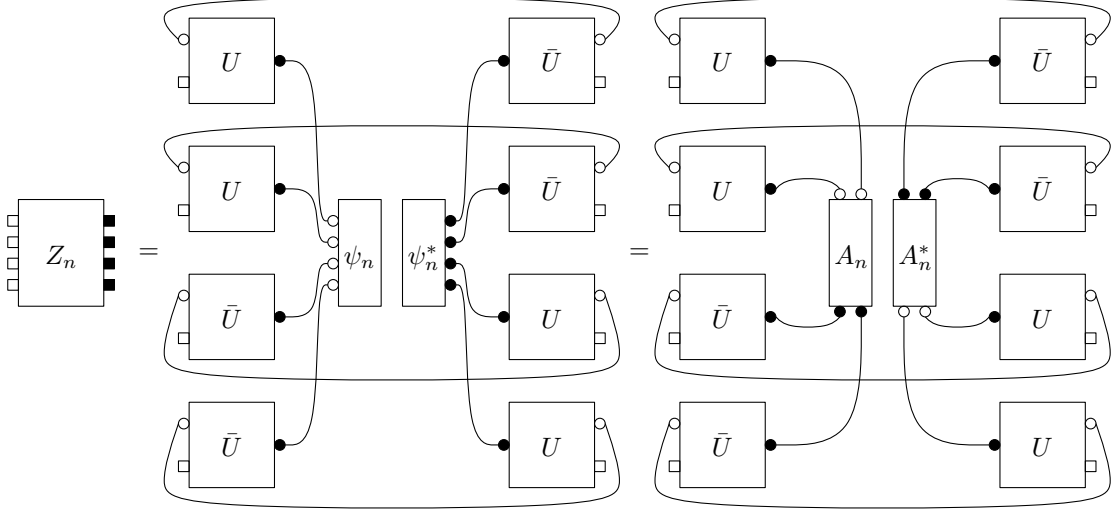 U Ū U Ū
U Ū U Ū
Z_n = ψ_n ψ_n^* = A_n A_n^*
Ū U Ū U
Ū U Ū U